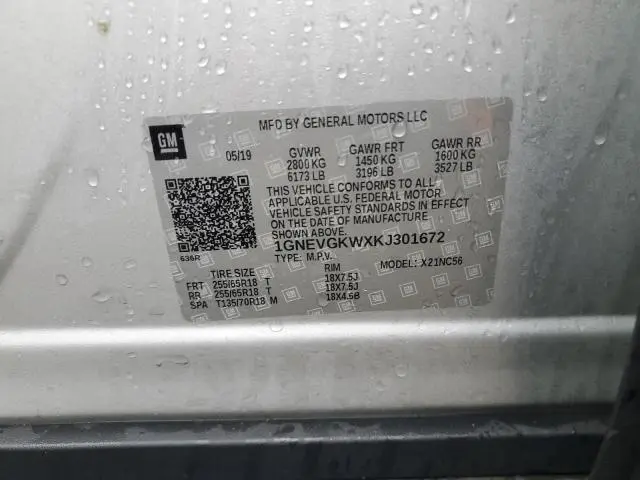 MFD BY GENERAL MOTORS LLC
GM
05/19 GVWR GAWR FRT GAWR RR
2800 KG 1450 KG 1600 KG
6173 LB 3196 LB 3527 LB
THIS VEHICLE CONFORMS TO ALL
APPLICABLE U.S. FEDERAL MOTOR
VEHICLE SAFETY STANDARDS IN EFFECT
ON THE DATE OF MANUFACTURE
SHOWN ABOVE.
1GNEVGKWXKJ301672
636R
TYPE: M.P.V. MODEL: X21NC56
TIRE SIZE RIM
FRT 255/65R18 T 18X7.5J
RR 255/65R18 T 18X7.5J
SPA T135/70R18 M 18X4.5B